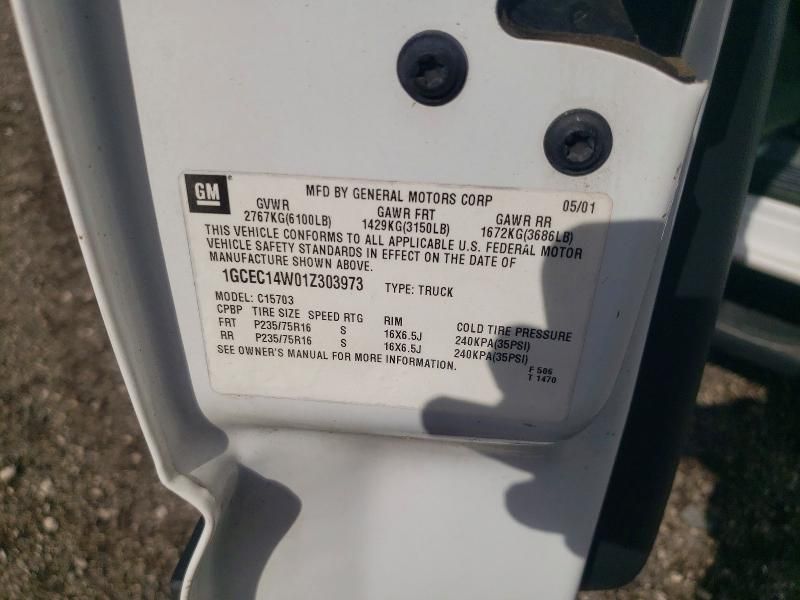 GM
MFD BY GENERAL MOTORS CORP 05/01
GVWR GAWR FRT GAWR RR
2767KG(6100LB) 1429KG(3150LB) 1672KG(3686LB)
THIS VEHICLE CONFORMS TO ALL APPLICABLE U.S. FEDERAL MOTOR
VEHICLE SAFETY STANDARDS IN EFFECT ON THE DATE OF
MANUFACTURE SHOWN ABOVE.
1GCEC14W01Z303973 TYPE: TRUCK
MODEL: C15703
CPBP TIRE SIZE SPEED RTG RIM COLD TIRE PRESSURE
FRT P235/75R16 S 16X6.5J 240KPA(35PSI)
RR P235/75R16 S 16X6.5J 240KPA(35PSI)
SEE OWNER'S MANUAL FOR MORE INFORMATION.
F 506
T 1470